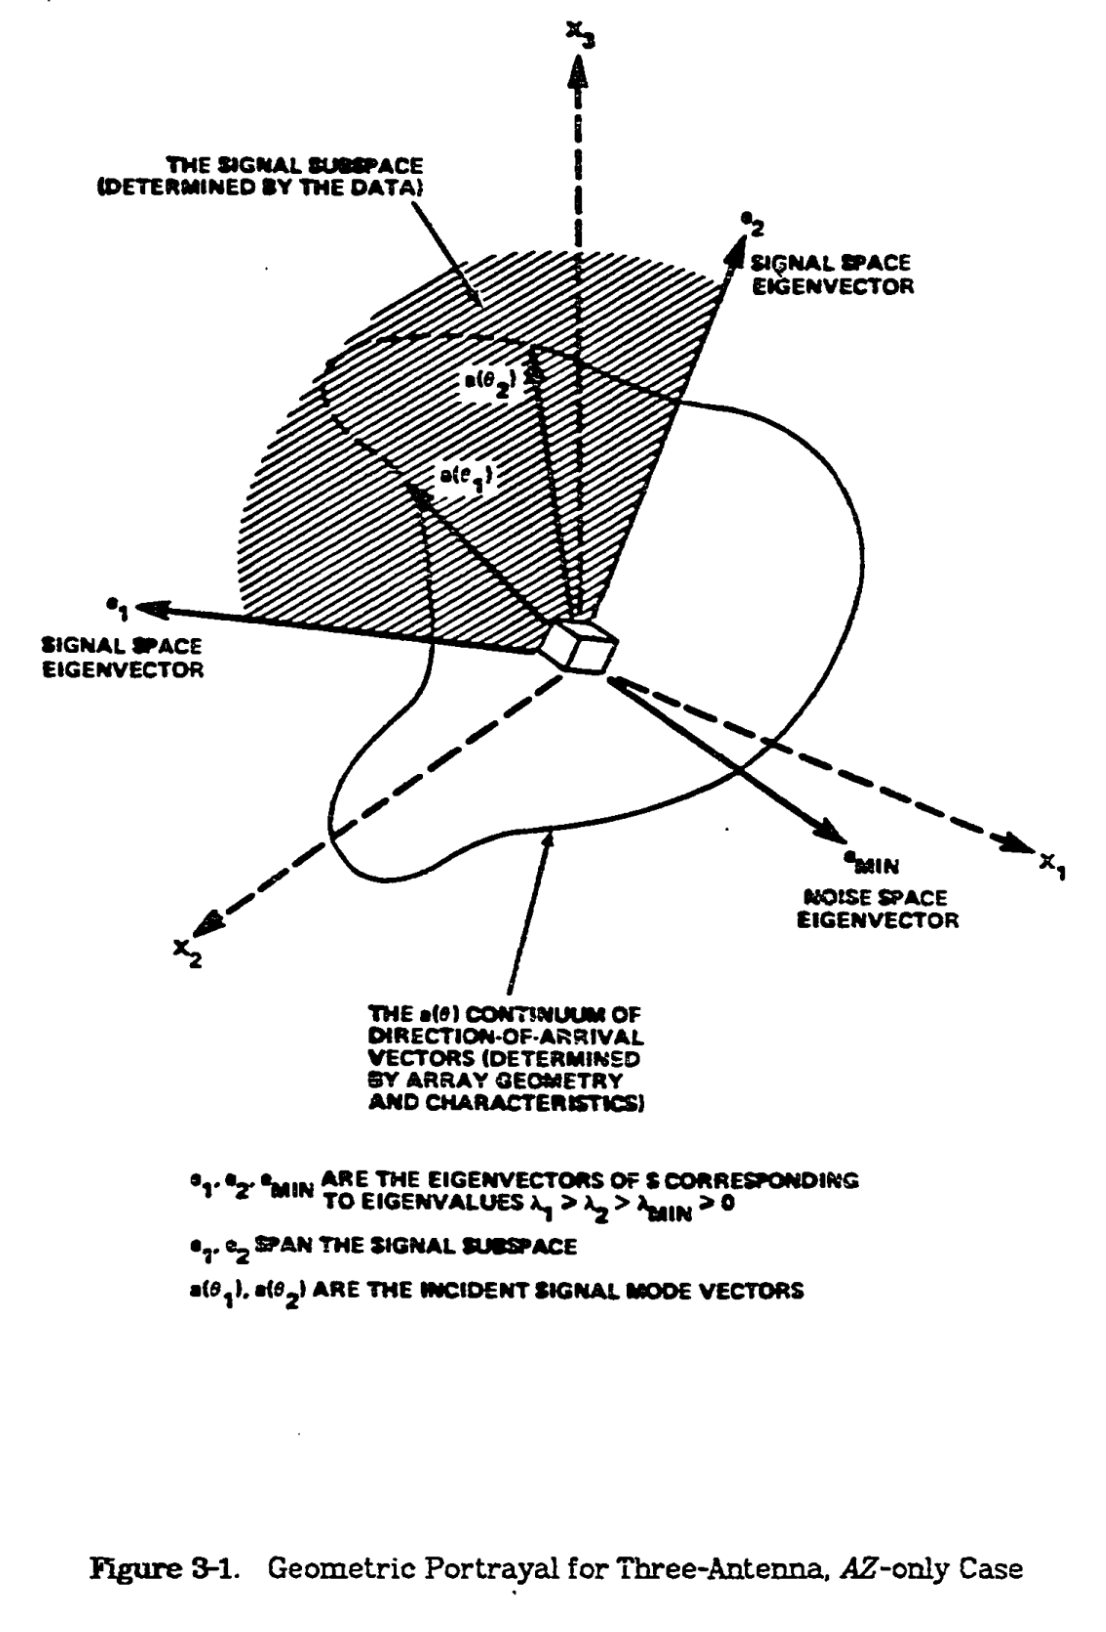 X3
THE SIGNAL SUBSPACE
(DETERMINED BY THE DATA)
e2
SIGNAL SPACE
EIGENVECTOR
a(θ2)
a(θ1)
e1
SIGNAL SPACE
EIGENVECTOR
eMIN
X1
NOISE SPACE
EIGENVECTOR
X2
THE a(θ) CONTINUUM OF
DIRECTION-OF-ARRIVAL
VECTORS (DETERMINED
BY ARRAY GEOMETRY
AND CHARACTERISTICS)
e1, e2, eMIN ARE THE EIGENVECTORS OF S CORRESPONDING
TO EIGENVALUES λ1 > λ2 > λMIN > 0
e1, e2 SPAN THE SIGNAL SUBSPACE
a(θ1), a(θ2) ARE THE INCIDENT SIGNAL MODE VECTORS
Figure 3-1. Geometric Portrayal for Three-Antenna, AZ-only Case